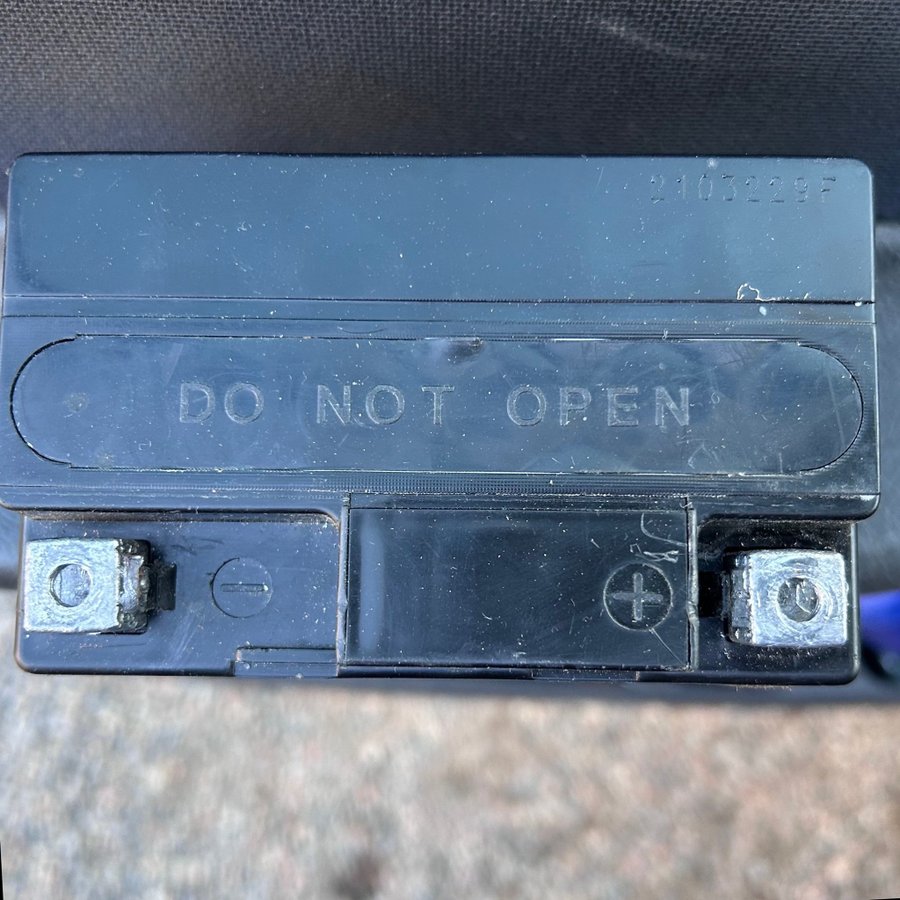 2103229F
DO NOT OPEN
- +